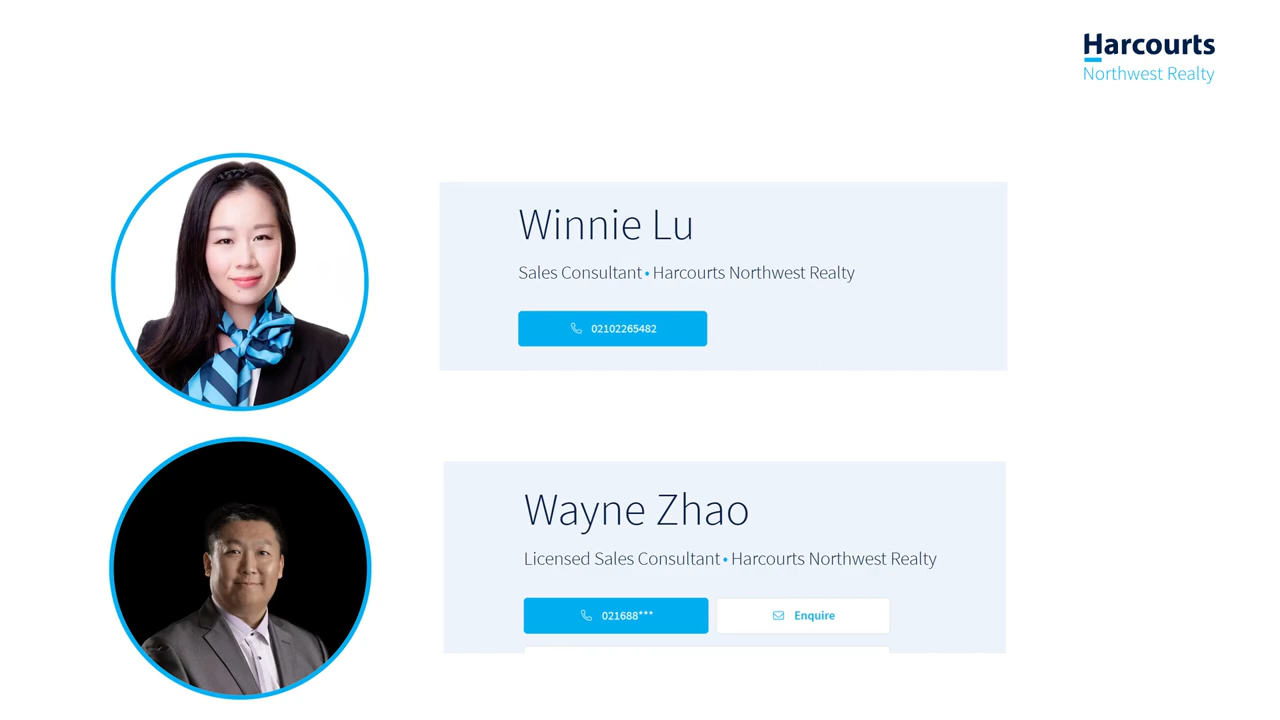 Harcourts
Northwest Realty
Winnie Lu
Sales Consultant • Harcourts Northwest Realty
02102265482
Wayne Zhao
Licensed Sales Consultant • Harcourts Northwest Realty
021688***
Enquire